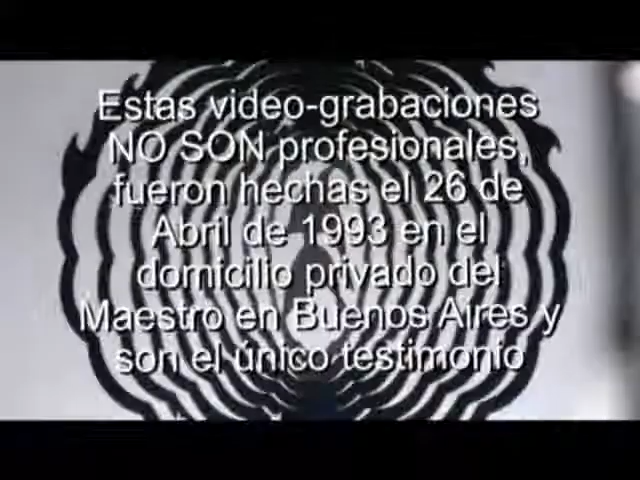 Estas video-grabaciones
NO SON profesionales,
fueron hechas el 26 de
Abril de 1993 en el
domicilio privado del
Maestro en Buenos Aires y
son el único testimonio